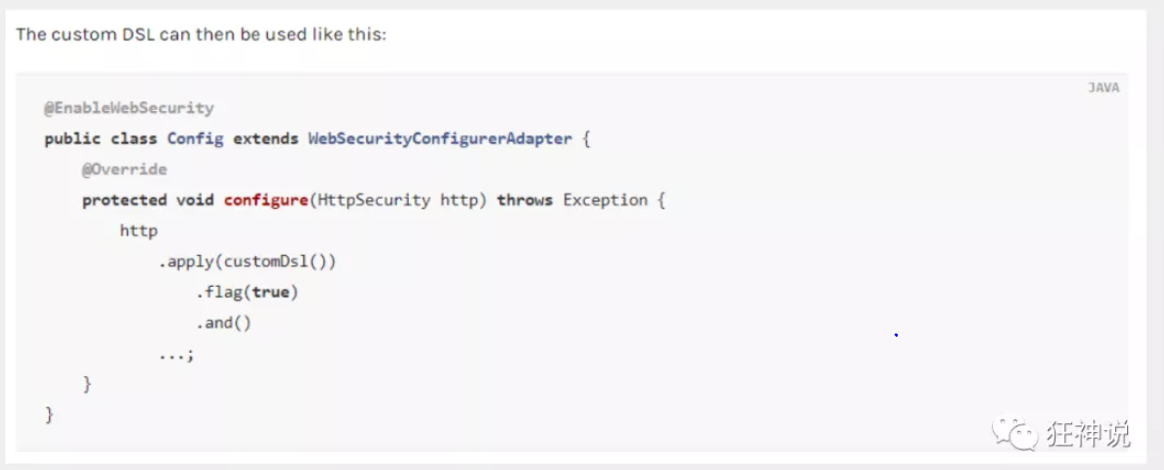 The custom DSL can then be used like this:
JAVA
@EnableWebSecurity
public class Config extends WebSecurityConfigurerAdapter {
    @Override
    protected void configure(HttpSecurity http) throws Exception {
        http
            .apply(customDsl())
                .flag(true)
                .and()
            ...;
    }
}
狂神说